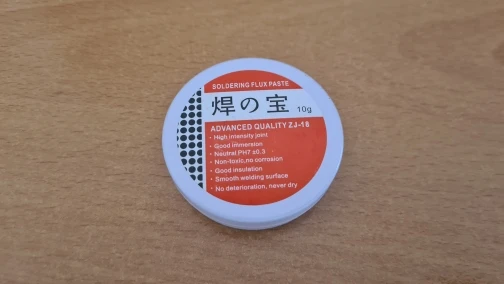 SOLDERING FLUX PASTE
焊の宝 10g
ADVANCED QUALITY ZJ-18
· High intensity joint
· Good immersion
· Neutral PH7 ±0.3
· Non-toxic,no corrosion
· Good insulation
· Smooth welding surface
· No deterioration, never dry